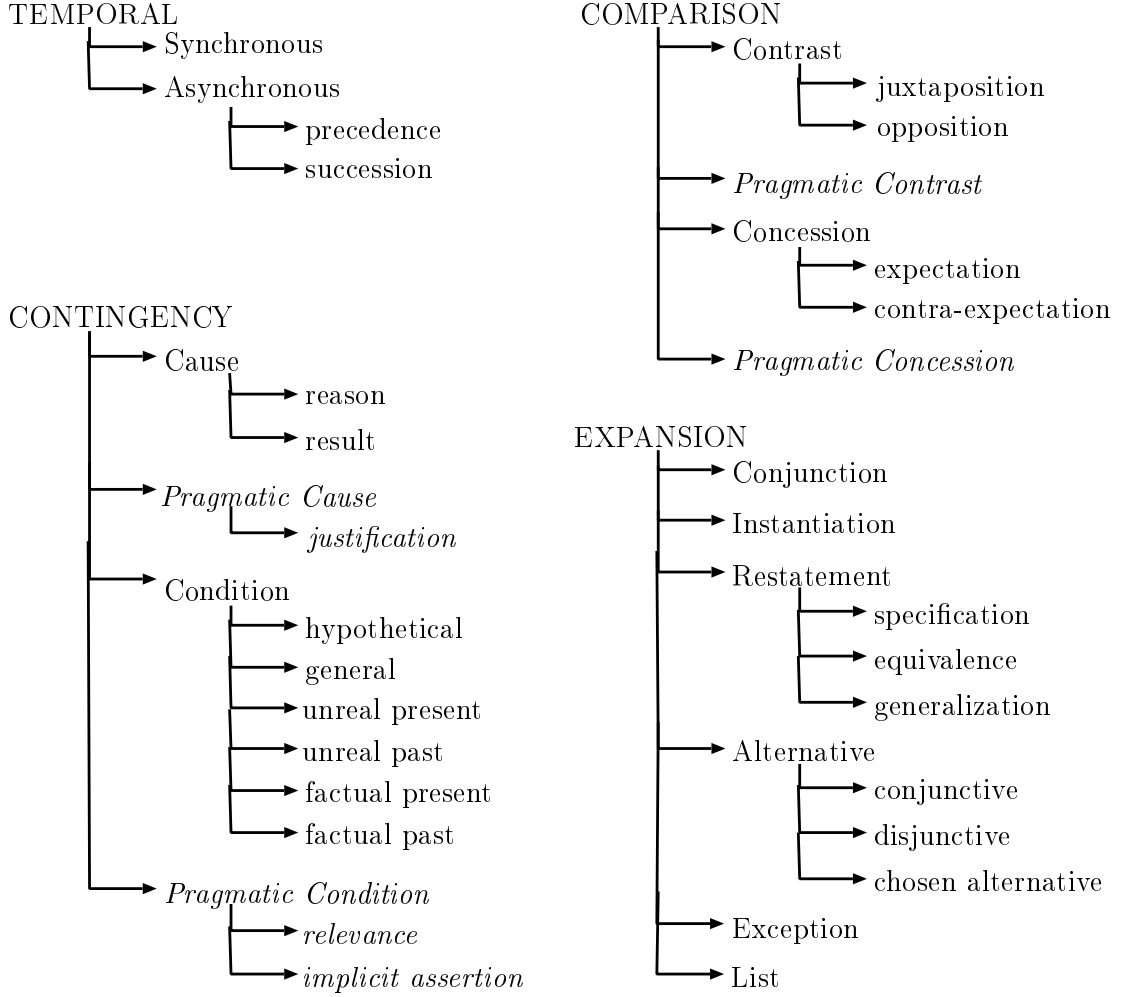 TEMPORAL
Synchronous
Asynchronous
precedence
succession
CONTINGENCY
Cause
reason
result
Pragmatic Cause
justification
Condition
hypothetical
general
unreal present
unreal past
factual present
factual past
Pragmatic Condition
relevance
implicit assertion
COMPARISON
Contrast
juxtaposition
opposition
Pragmatic Contrast
Concession
expectation
contra-expectation
Pragmatic Concession
EXPANSION
Conjunction
Instantiation
Restatement
specification
equivalence
generalization
Alternative
conjunctive
disjunctive
chosen alternative
Exception
List